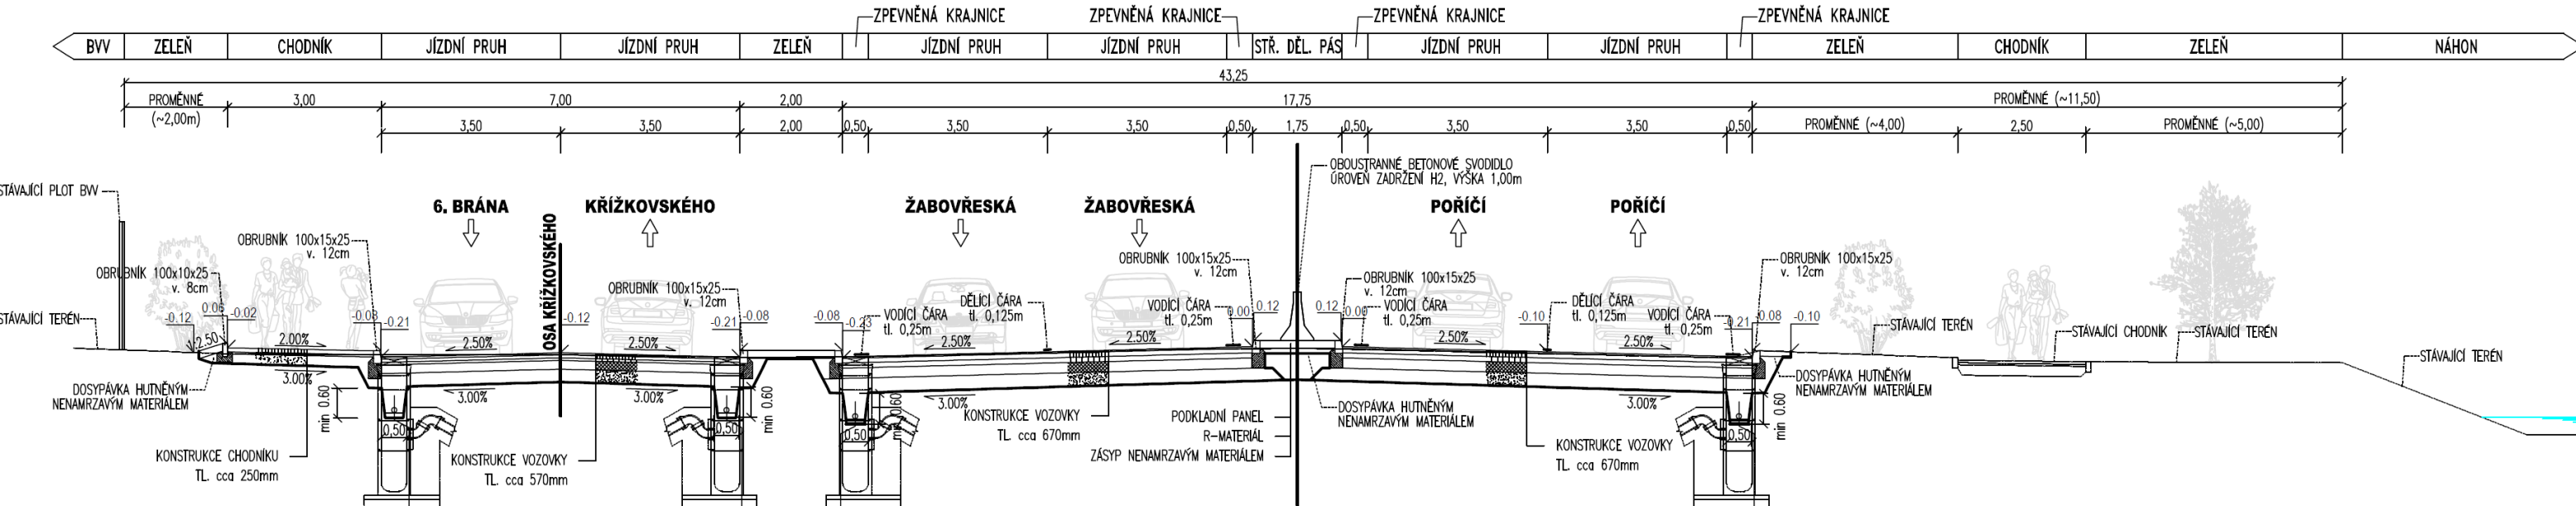 ZPEVNĚNÁ KRAJNICE ZPEVNĚNÁ KRAJNICE ZPEVNĚNÁ KRAJNICE ZPEVNĚNÁ KRAJNICE
BVV ZELEŇ CHODNÍK JÍZDNÍ PRUH JÍZDNÍ PRUH ZELEŇ JÍZDNÍ PRUH JÍZDNÍ PRUH STŘ. DĚL. PÁS JÍZDNÍ PRUH JÍZDNÍ PRUH ZELEŇ CHODNÍK ZELEŇ NÁHON
43,25
PROMĚNNÉ 3,00 7,00 2,00 17,75 PROMĚNNÉ (~11,50)
(~2,00m)
3,50 3,50 2,00 0,50 3,50 3,50 0,50 1,75 0,50 3,50 3,50 0,50 PROMĚNNÉ (~4,00) 2,50 PROMĚNNÉ (~5,00)
OBOUSTRANNÉ BETONOVÉ SVODIDLO
ÚROVEŇ ZADRŽENÍ H2, VÝŠKA 1,00m
STÁVAJÍCÍ PLOT BVV
6. BRÁNA KŘÍŽKOVSKÉHO ŽABOVŘESKÁ ŽABOVŘESKÁ POŘÍČÍ POŘÍČÍ
OSA KŘÍŽKOVSKÉHO
OBRUBNÍK 100x15x25
v. 12cm
OBRUBNÍK 100x10x25
v. 8cm
OBRUBNÍK 100x15x25
v. 12cm
OBRUBNÍK 100x15x25
v. 12cm
OBRUBNÍK 100x15x25
v. 12cm
OBRUBNÍK 100x15x25
v. 12cm
VODÍCÍ ČÁRA
tl. 0,25m
DĚLÍCÍ ČÁRA
tl. 0,125m
VODÍCÍ ČÁRA
tl. 0,25m
VODÍCÍ ČÁRA
tl. 0,25m
DĚLÍCÍ ČÁRA
tl. 0,125m
VODÍCÍ ČÁRA
tl. 0,25m
-0.12 0.06 -0.02 -0.03 -0.21 -0.12 -0.21 -0.08 -0.08 -0.23 0.00 0.12 0.12 0.00 -0.10 -0.21 0.08 -0.10
STÁVAJÍCÍ TERÉN
STÁVAJÍCÍ TERÉN
STÁVAJÍCÍ CHODNÍK
STÁVAJÍCÍ TERÉN
STÁVAJÍCÍ TERÉN
2.50 2.00% 2.50% 2.50% 2.50% 2.50% 2.50% 2.50%
3.00% 3.00% 3.00% 3.00% 3.00%
DOSYPÁVKA HUTNĚNÝM
NENAMRZAVÝM MATERIÁLEM
DOSYPÁVKA HUTNĚNÝM
NENAMRZAVÝM MATERIÁLEM
DOSYPÁVKA HUTNĚNÝM
NENAMRZAVÝM MATERIÁLEM
min 0.60 min 0.60 min 0.60 min 0.60
0,50 0,50 0,50 0,50
KONSTRUKCE CHODNÍKU
TL. cca 250mm
KONSTRUKCE VOZOVKY
TL. cca 570mm
KONSTRUKCE VOZOVKY
TL. cca 670mm
PODKLADNÍ PANEL
R-MATERIÁL
ZÁSYP NENAMRZAVÝM MATERIÁLEM
KONSTRUKCE VOZOVKY
TL. cca 670mm